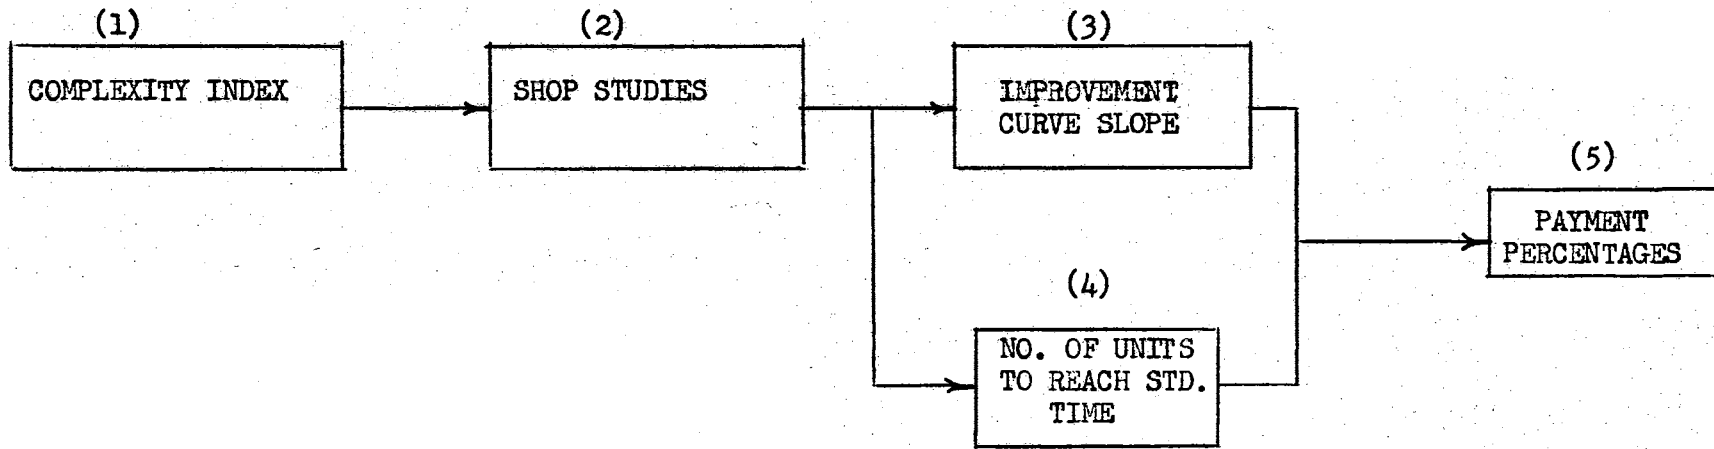 (1)
COMPLEXITY INDEX
(2)
SHOP STUDIES
(3)
IMPROVEMENT
CURVE SLOPE
(4)
NO. OF UNITS
TO REACH STD.
TIME
(5)
PAYMENT
PERCENTAGES